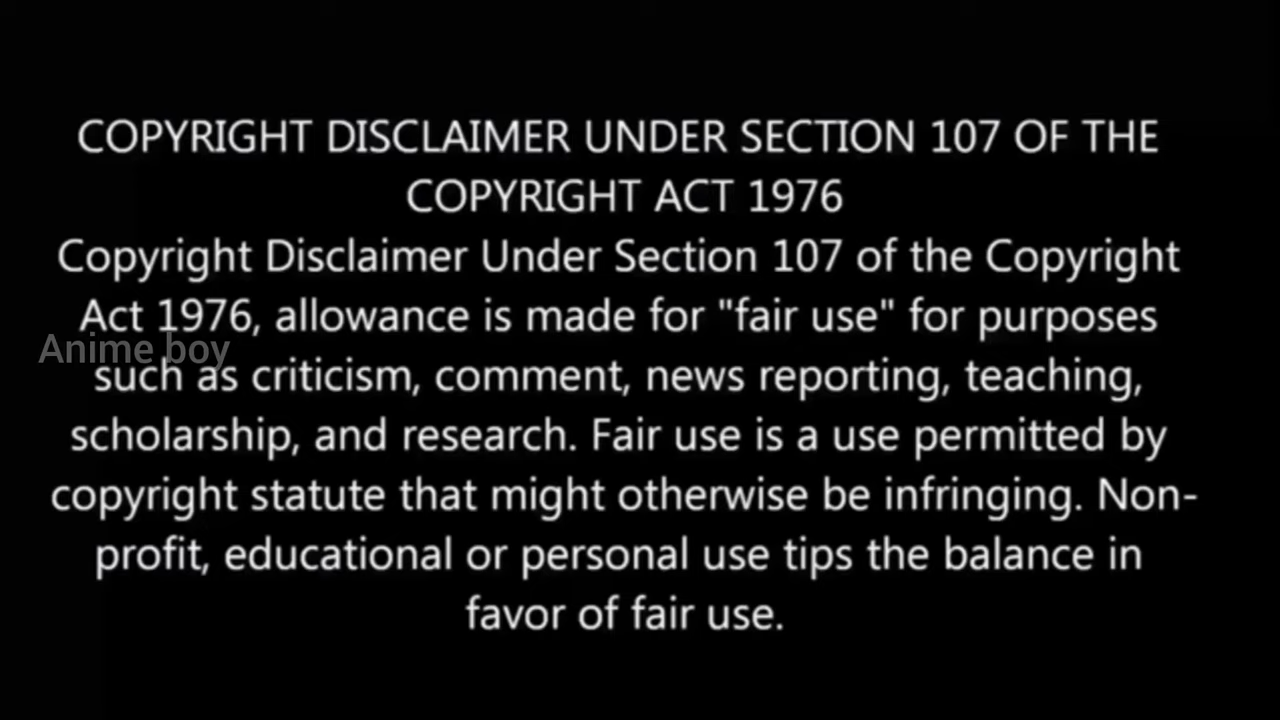 COPYRIGHT DISCLAIMER UNDER SECTION 107 OF THE
COPYRIGHT ACT 1976
Copyright Disclaimer Under Section 107 of the Copyright
Act 1976, allowance is made for "fair use" for purposes
Anime boy
such as criticism, comment, news reporting, teaching,
scholarship, and research. Fair use is a use permitted by
copyright statute that might otherwise be infringing. Non-
profit, educational or personal use tips the balance in
favor of fair use.